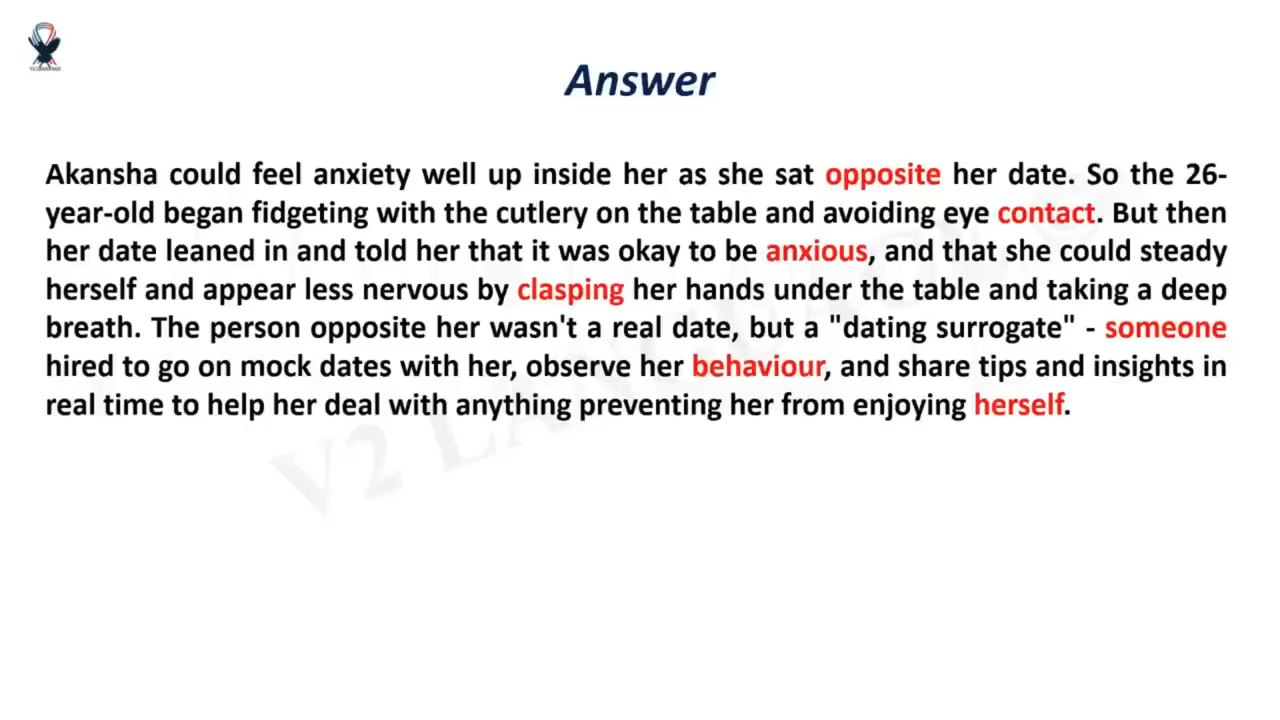 Answer
Akansha could feel anxiety well up inside her as she sat opposite her date. So the 26-
year-old began fidgeting with the cutlery on the table and avoiding eye contact. But then
her date leaned in and told her that it was okay to be anxious, and that she could steady
herself and appear less nervous by clasping her hands under the table and taking a deep
breath. The person opposite her wasn't a real date, but a "dating surrogate" - someone
hired to go on mock dates with her, observe her behaviour, and share tips and insights in
real time to help her deal with anything preventing her from enjoying herself.
V2 LANGUAGE